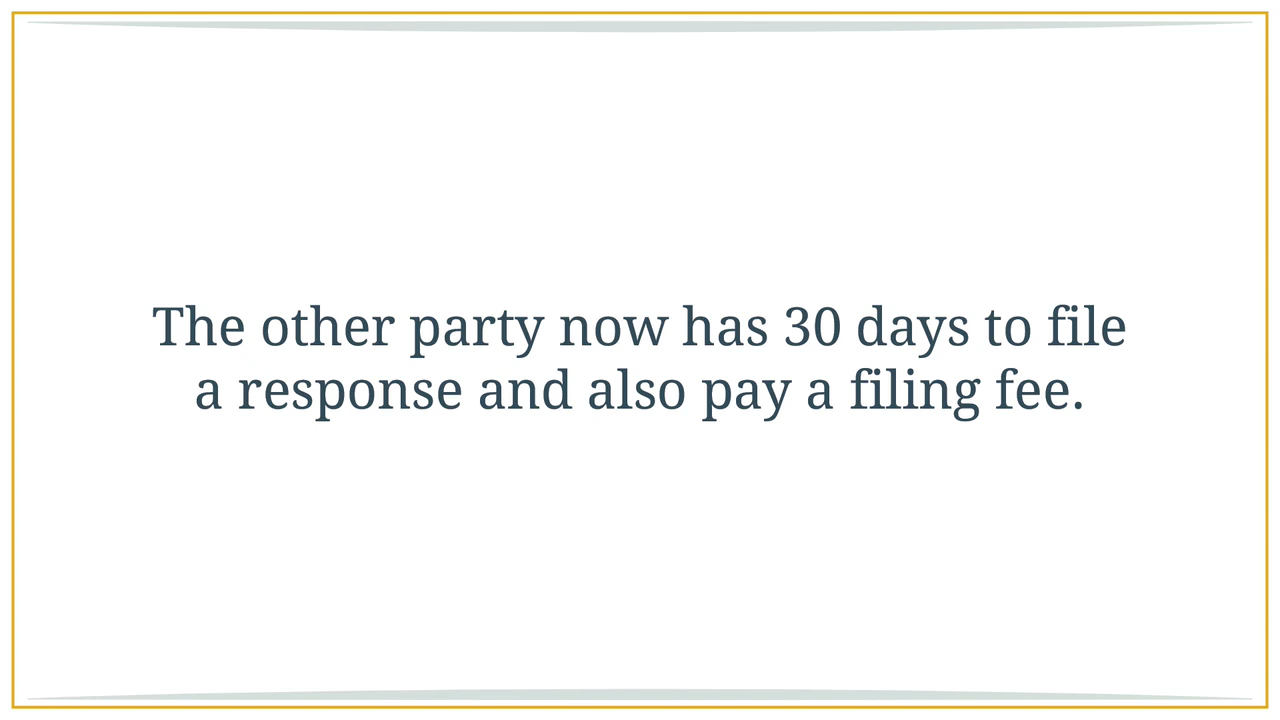 The other party now has 30 days to file
a response and also pay a filing fee.